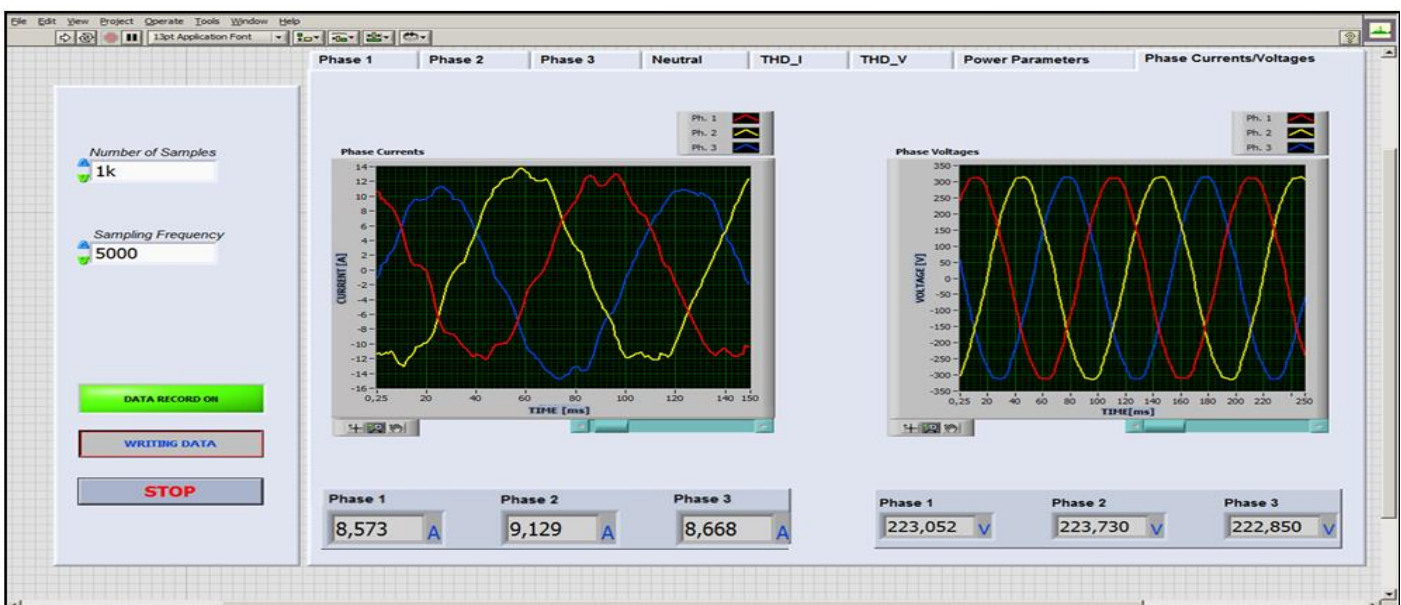 File Edit View Project Operate Tools Window Help
13pt Application Font
Phase 1 Phase 2 Phase 3 Neutral THD_I THD_V Power Parameters Phase Currents/Voltages
Number of Samples
1k
Sampling Frequency
5000
DATA RECORD ON
WRITING DATA
STOP
Ph. 1
Ph. 2
Ph. 3
Phase Currents
CURRENT [A]
14
12
10
8
6
4
2
0
-2
-4
-6
-8
-10
-12
-14
-16
0,25 20 40 60 80 100 120 140 150
TIME [ms]
Phase 1 Phase 2 Phase 3
8,573 A 9,129 A 8,668 A
Ph. 1
Ph. 2
Ph. 3
Phase Voltages
VOLTAGE [V]
350
300
250
200
150
100
50
0
-50
-100
-150
-200
-250
-300
-350
0,25 20 40 60 80 100 120 140 160 180 200 220 250
TIME[ms]
Phase 1 Phase 2 Phase 3
223,052 V 223,730 V 222,850 V